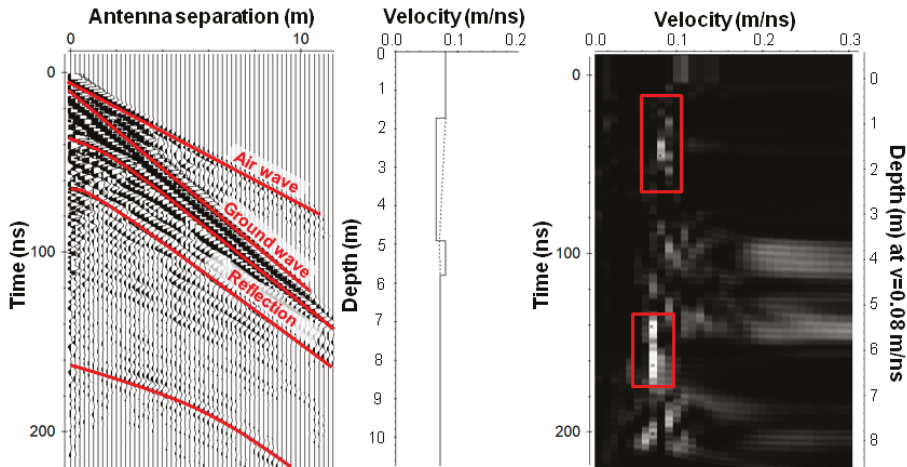 Antenna separation (m)
0 10
Time (ns)
0
100
200
Air wave
Ground wave
Reflection
Velocity (m/ns)
0.0 0.1 0.2
Depth (m)
0
1
2
3
4
5
6
7
8
9
10
Velocity (m/ns)
0.0 0.1 0.2 0.3
Time (ns)
0
100
200
0
1
2
3
4
5
6
7
8
Depth (m) at v=0.08 m/ns